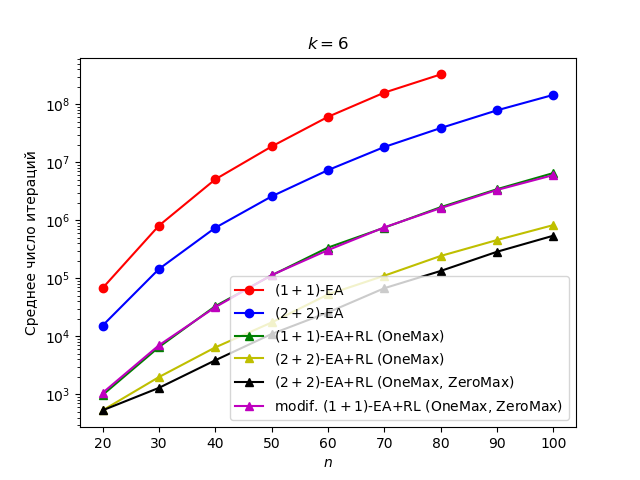 k = 6
Среднее число итераций
10⁸
10⁷
10⁶
10⁵
10⁴
10³
(1 + 1)-EA
(2 + 2)-EA
(1 + 1)-EA+RL (OneMax)
(2 + 2)-EA+RL (OneMax)
(2 + 2)-EA+RL (OneMax, ZeroMax)
modif. (1 + 1)-EA+RL (OneMax, ZeroMax)
20 30 40 50 60 70 80 90 100
n